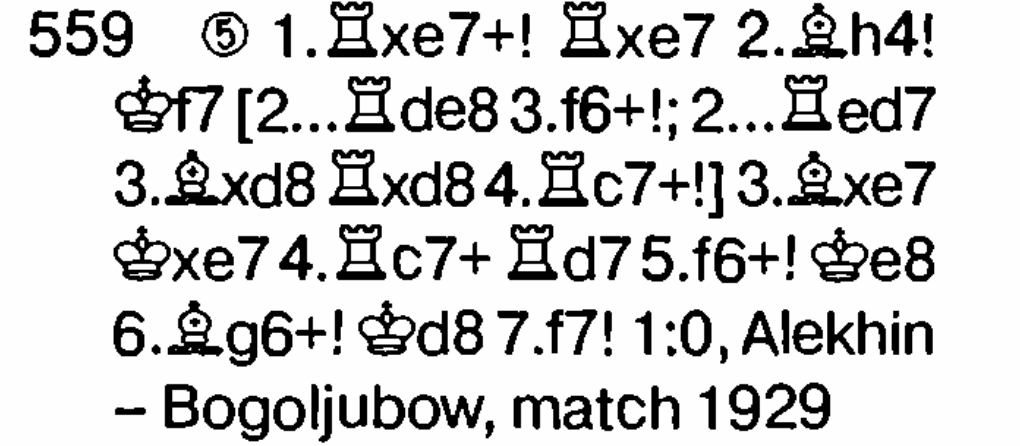 559 ⑤ 1.♖xe7+! ♖xe7 2.♗h4!
♔f7 [2...♖de8 3.f6+!; 2...♖ed7
3.♗xd8 ♖xd8 4.♖c7+!] 3.♗xe7
♔xe7 4.♖c7+ ♖d7 5.f6+! ♔e8
6.♗g6+! ♔d8 7.f7! 1:0, Alekhin
– Bogoljubow, match 1929